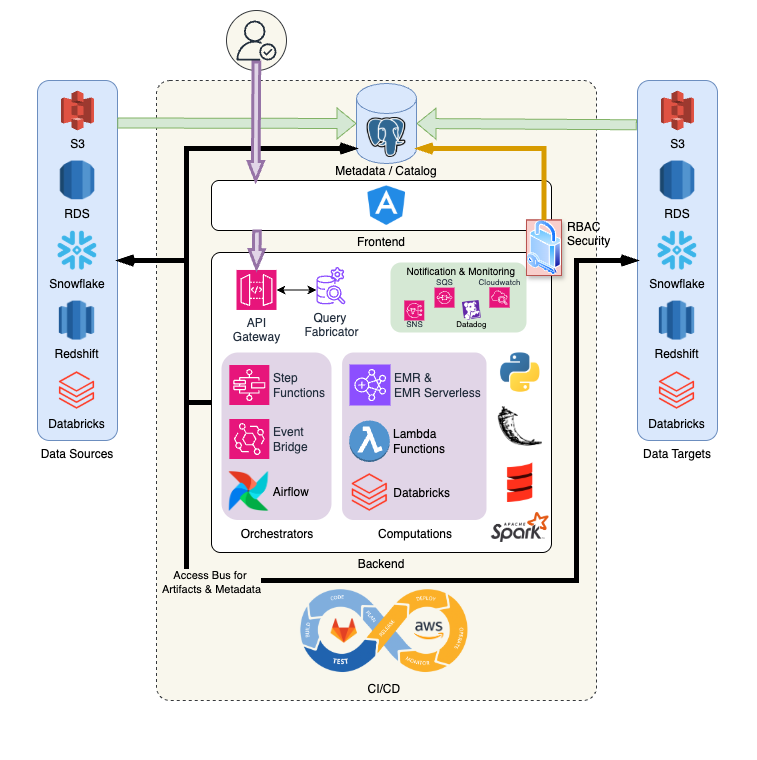 S3
RDS
Snowflake
Redshift
Databricks
Data Sources
Metadata / Catalog
Frontend
RBAC
Security
API
Gateway
Query
Fabricator
Notification & Monitoring
SQS
Cloudwatch
SNS
Datadog
Step
Functions
Event
Bridge
Airflow
Orchestrators
EMR &
EMR Serverless
Lambda
Functions
Databricks
Computations
APACHE
Spark
Backend
Access Bus for
Artifacts & Metadata
CODE
BUILD
PLAN
TEST
RELEASE
DEPLOY
OPERATE
MONITOR
aws
CI/CD
S3
RDS
Snowflake
Redshift
Databricks
Data Targets